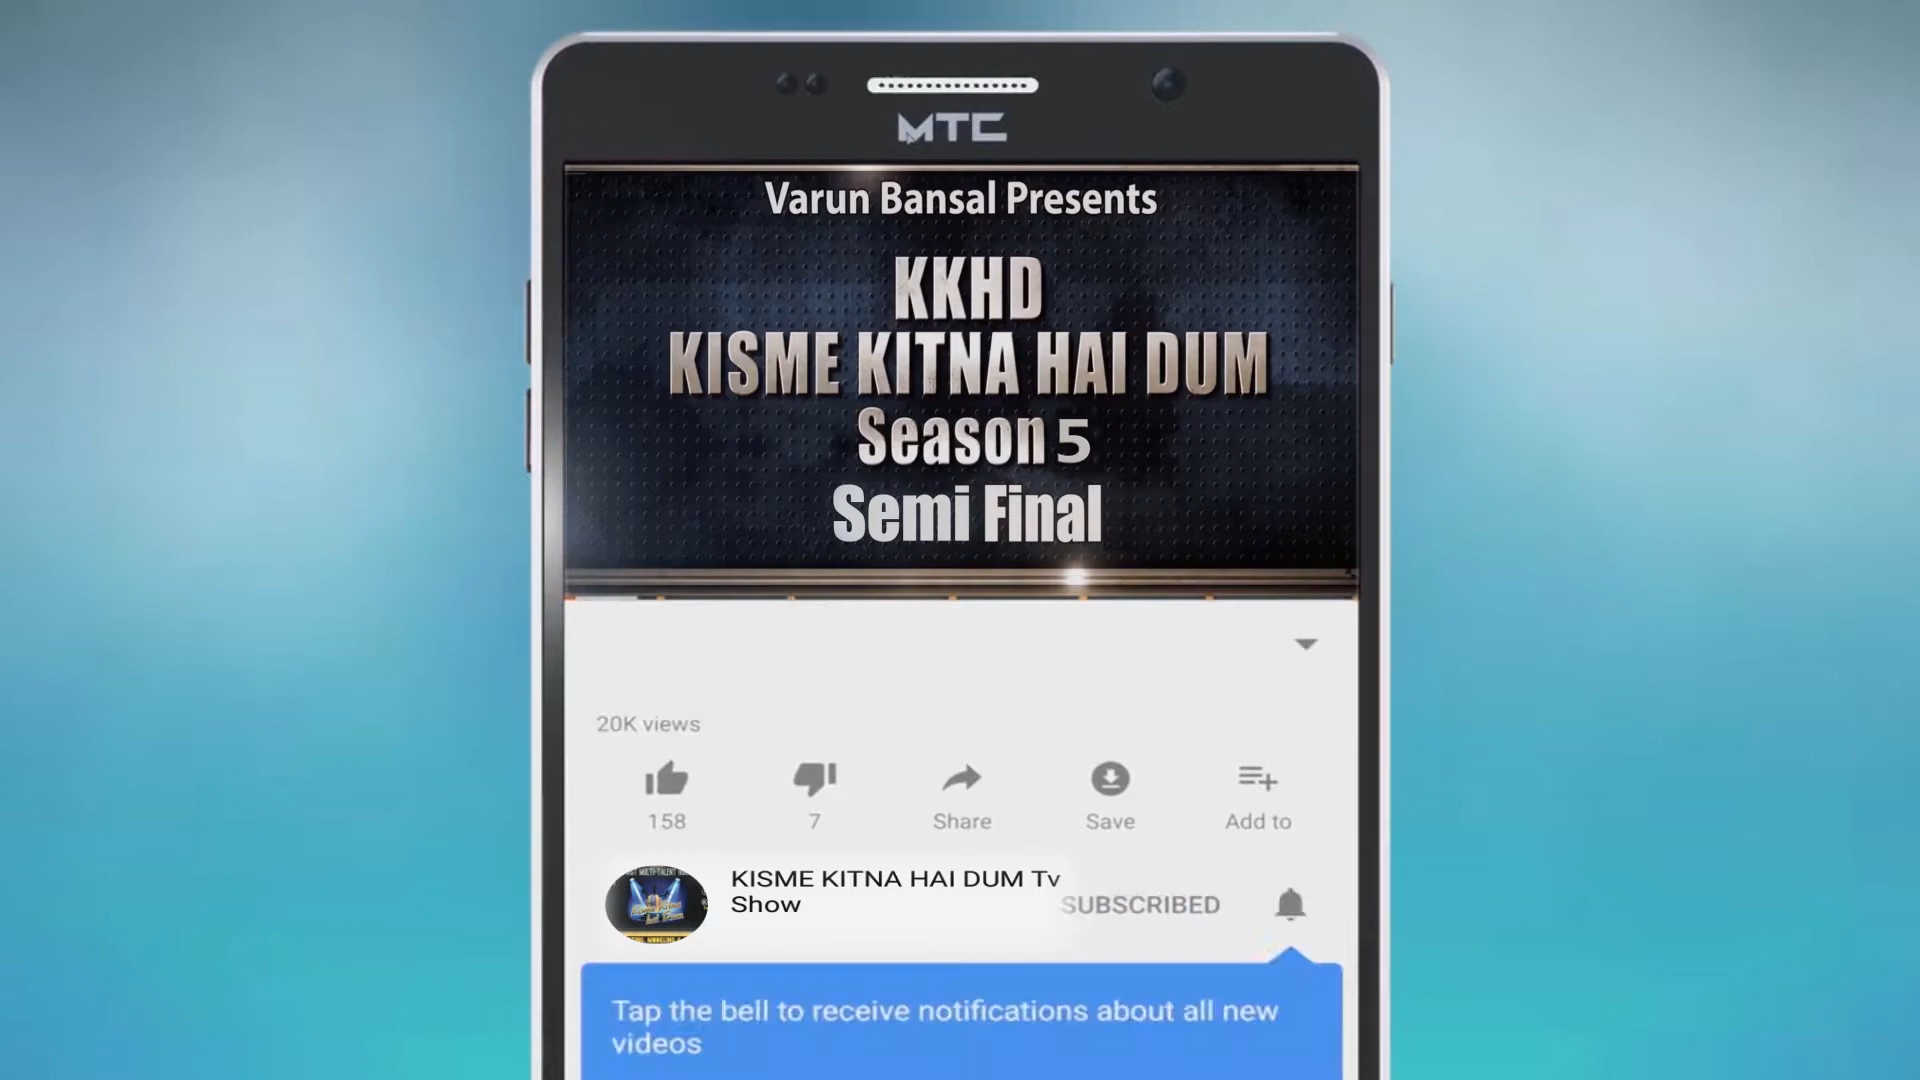 MTC
Varun Bansal Presents
KKHD
KISME KITNA HAI DUM
Season 5
Semi Final
20K views
158
7
Share
Save
Add to
KISME KITNA HAI DUM Tv
Show
SUBSCRIBED
Tap the bell to receive notifications about all new
videos